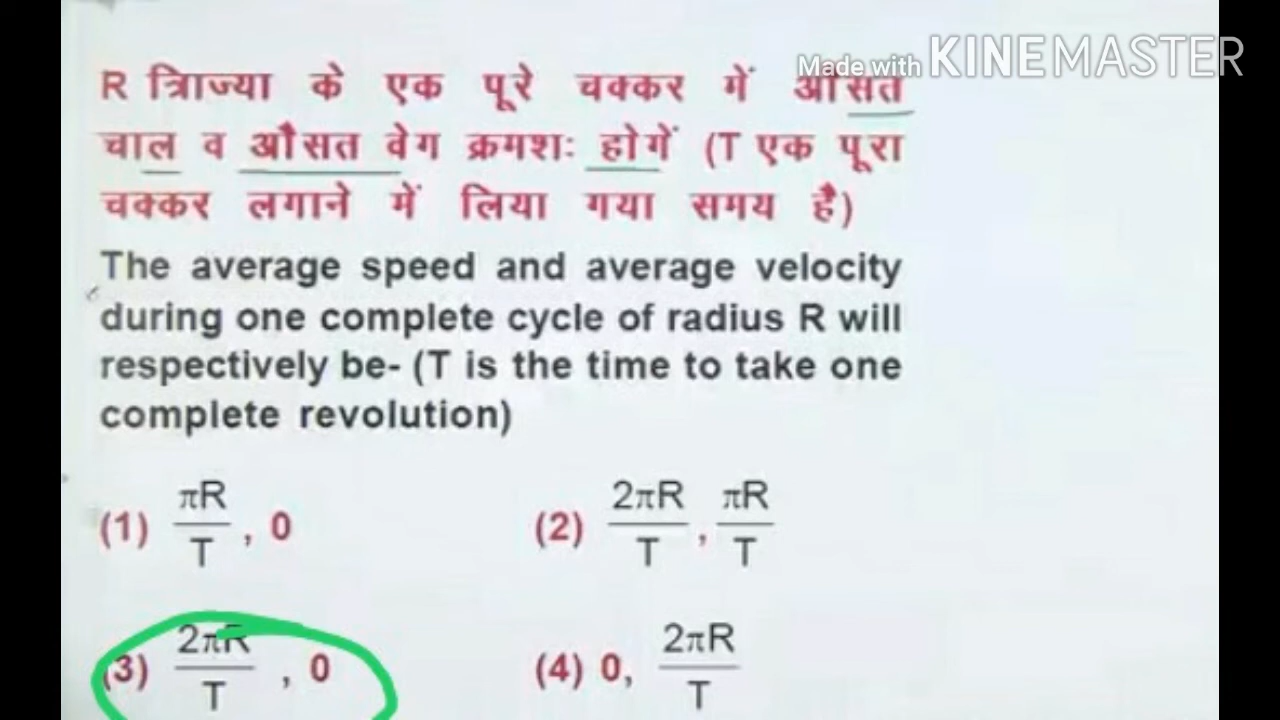 Made with KINEMASTER
R त्रिाज्या के एक पूरे चक्कर में औसत
चाल व औसत वेग क्रमशः होगें (T एक पूरा
चक्कर लगाने में लिया गया समय है)
The average speed and average velocity
during one complete cycle of radius R will
respectively be- (T is the time to take one
complete revolution)
(1) πR/T , 0 (2) 2πR/T , πR/T
(3) 2πR/T , 0 (4) 0, 2πR/T